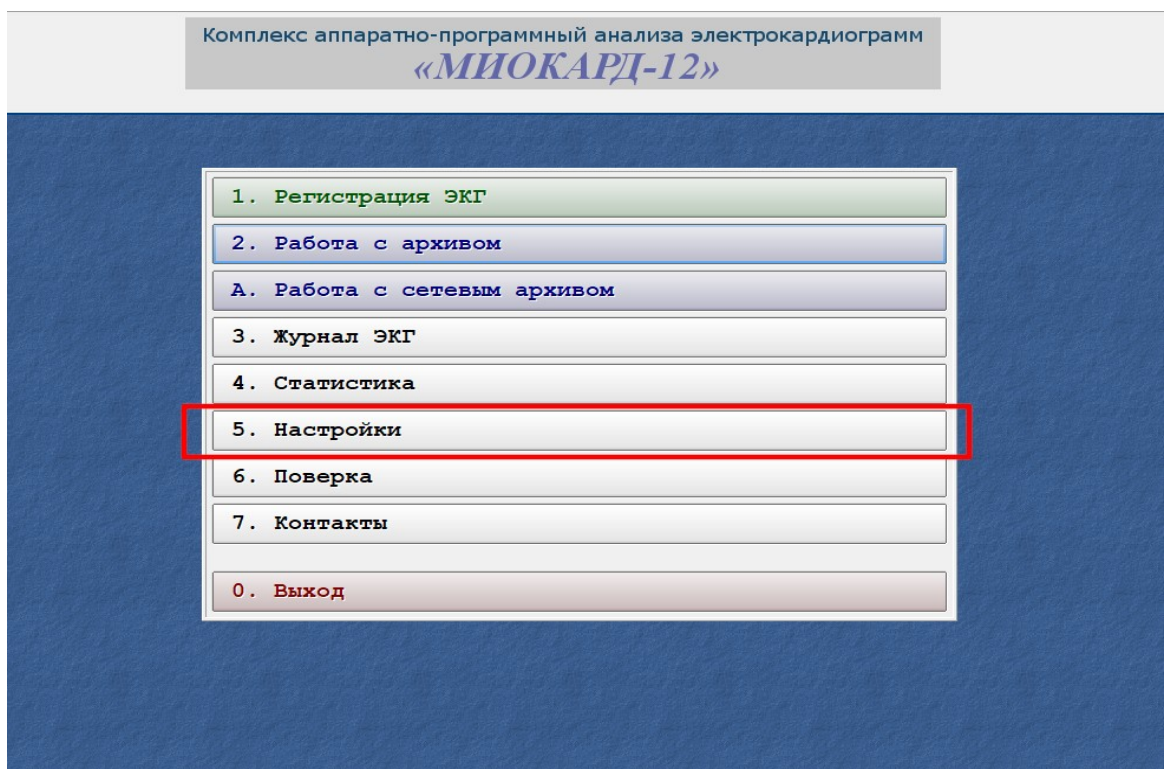 Комплекс аппаратно-программный анализа электрокардиограмм
«МИОКАРД-12»
1. Регистрация ЭКГ
2. Работа с архивом
А. Работа с сетевым архивом
3. Журнал ЭКГ
4. Статистика
5. Настройки
6. Поверка
7. Контакты
0. Выход